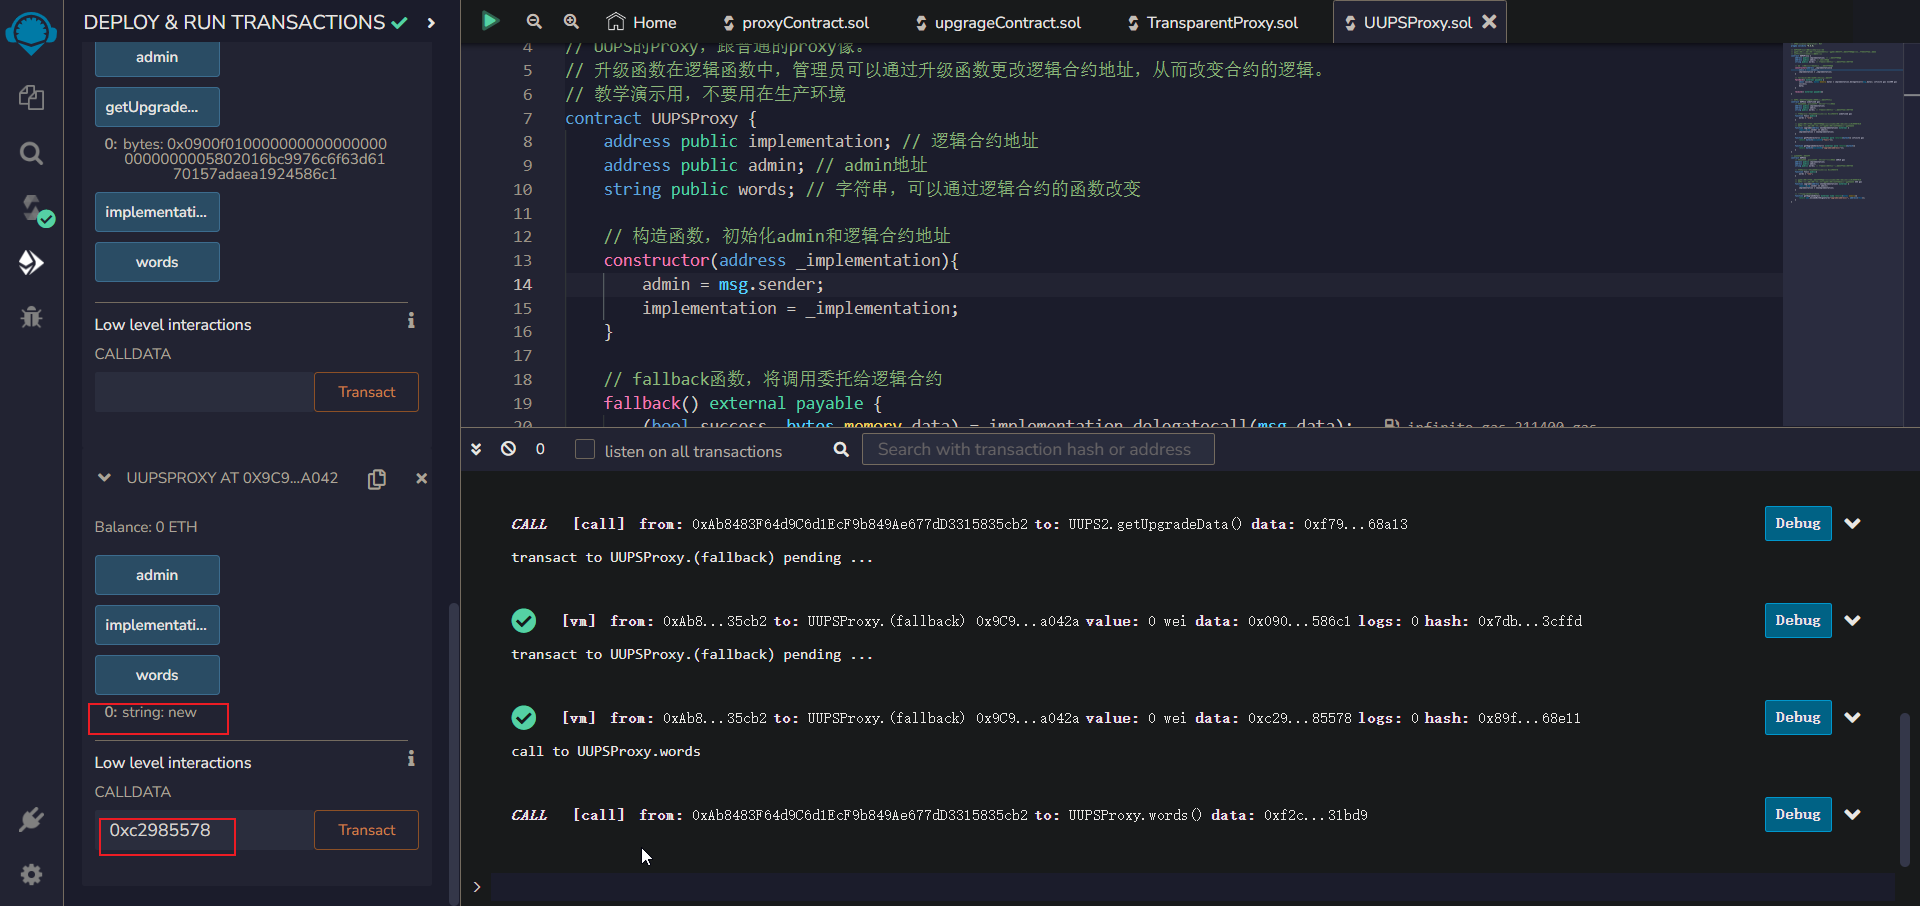 DEPLOY & RUN TRANSACTIONS
admin
getUpgrade...
0: bytes: 0x0900f010000000000000000
0000000005802016bc9976c6f63d61
70157adaea1924586c1
implementati...
words
Low level interactions
CALLDATA
Transact
UUPSPROXY AT 0X9C9...A042
Balance: 0 ETH
admin
implementati...
words
0: string: new
Low level interactions
CALLDATA
0xc2985578
Transact
Home
proxyContract.sol
upgrageContract.sol
TransparentProxy.sol
UUPSProxy.sol
4 // UUPS的Proxy，跟普通的proxy像。
5 // 升级函数在逻辑函数中，管理员可以通过升级函数更改逻辑合约地址，从而改变合约的逻辑。
6 // 教学演示用，不要用在生产环境
7 contract UUPSProxy {
8 address public implementation; // 逻辑合约地址
9 address public admin; // admin地址
10 string public words; // 字符串，可以通过逻辑合约的函数改变
11
12 // 构造函数，初始化admin和逻辑合约地址
13 constructor(address _implementation){
14 admin = msg.sender;
15 implementation = _implementation;
16 }
17
18 // fallback函数，将调用委托给逻辑合约
19 fallback() external payable {
20 (bool success, bytes memory data) = implementation.delegatecall(msg.data); infinite gas 211400 gas
0
listen on all transactions
Search with transaction hash or address
CALL [call] from: 0xAb8483F64d9C6d1EcF9b849Ae677dD3315835cb2 to: UUPS2.getUpgradeData() data: 0xf79...68a13
Debug
transact to UUPSProxy.(fallback) pending ...
[vm] from: 0xAb8...35cb2 to: UUPSProxy.(fallback) 0x9C9...a042a value: 0 wei data: 0x090...586c1 logs: 0 hash: 0x7db...3cffd
Debug
transact to UUPSProxy.(fallback) pending ...
[vm] from: 0xAb8...35cb2 to: UUPSProxy.(fallback) 0x9C9...a042a value: 0 wei data: 0xc29...85578 logs: 0 hash: 0x89f...68e11
Debug
call to UUPSProxy.words
CALL [call] from: 0xAb8483F64d9C6d1EcF9b849Ae677dD3315835cb2 to: UUPSProxy.words() data: 0xf2c...31bd9
Debug
>